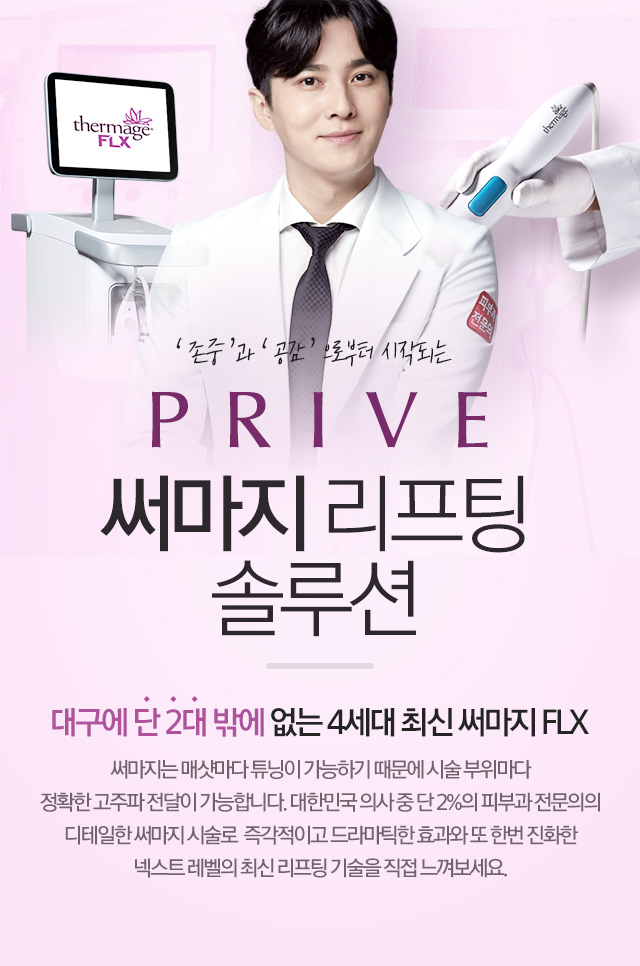 thermage
FLX
thermage
피부과
전문의
‘존중’과 ‘공감’으로부터 시작되는
PRIVE
써마지 리프팅
솔루션
대구에 단 2대 밖에 없는 4세대 최신 써마지 FLX
써마지는 매샷마다 튜닝이 가능하기 때문에 시술 부위마다
정확한 고주파 전달이 가능합니다. 대한민국 의사 중 단 2%의 피부과 전문의의
디테일한 써마지 시술로 즉각적이고 드라마틱한 효과와 또 한번 진화한
넥스트 레벨의 최신 리프팅 기술을 직접 느껴보세요.